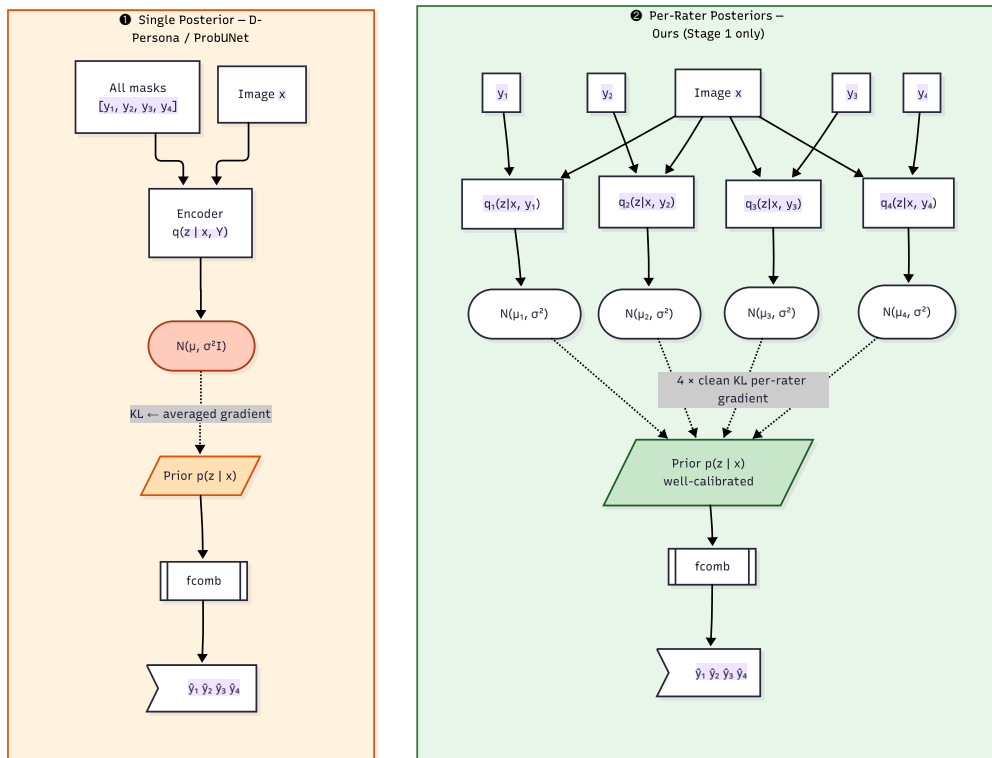 ❶ Single Posterior — D-
Persona / ProbUNet
All masks
[y₁, y₂, y₃, y₄]
Image x
Encoder
q(z | x, Y)
N(μ, σ²I)
KL ← averaged gradient
Prior p(z | x)
fcomb
ŷ₁ ŷ₂ ŷ₃ ŷ₄
❷ Per-Rater Posteriors —
Ours (Stage 1 only)
y₁
y₂
Image x
y₃
y₄
q₁(z|x, y₁)
q₂(z|x, y₂)
q₃(z|x, y₃)
q₄(z|x, y₄)
N(μ₁, σ²)
N(μ₂, σ²)
N(μ₃, σ²)
N(μ₄, σ²)
4 × clean KL per-rater
gradient
Prior p(z | x)
well-calibrated
fcomb
ŷ₁ ŷ₂ ŷ₃ ŷ₄